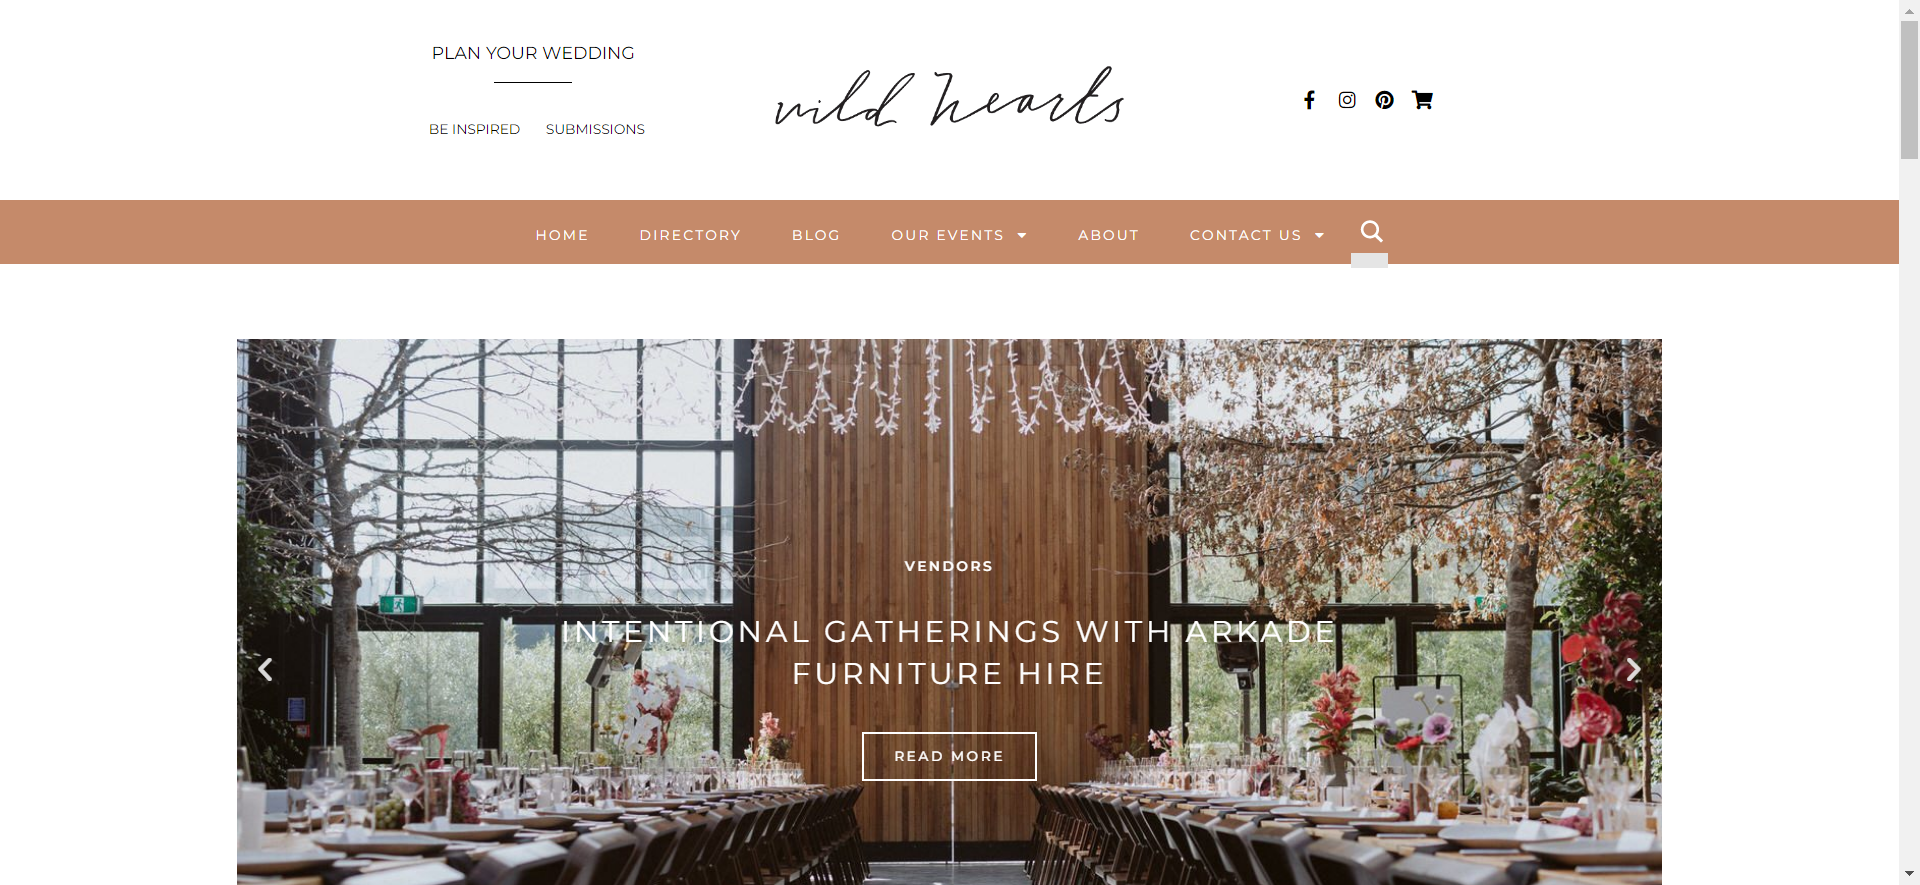 PLAN YOUR WEDDING
BE INSPIRED SUBMISSIONS
wild hearts
HOME DIRECTORY BLOG OUR EVENTS ABOUT CONTACT US
VENDORS
INTENTIONAL GATHERINGS WITH ARKADE
FURNITURE HIRE
READ MORE